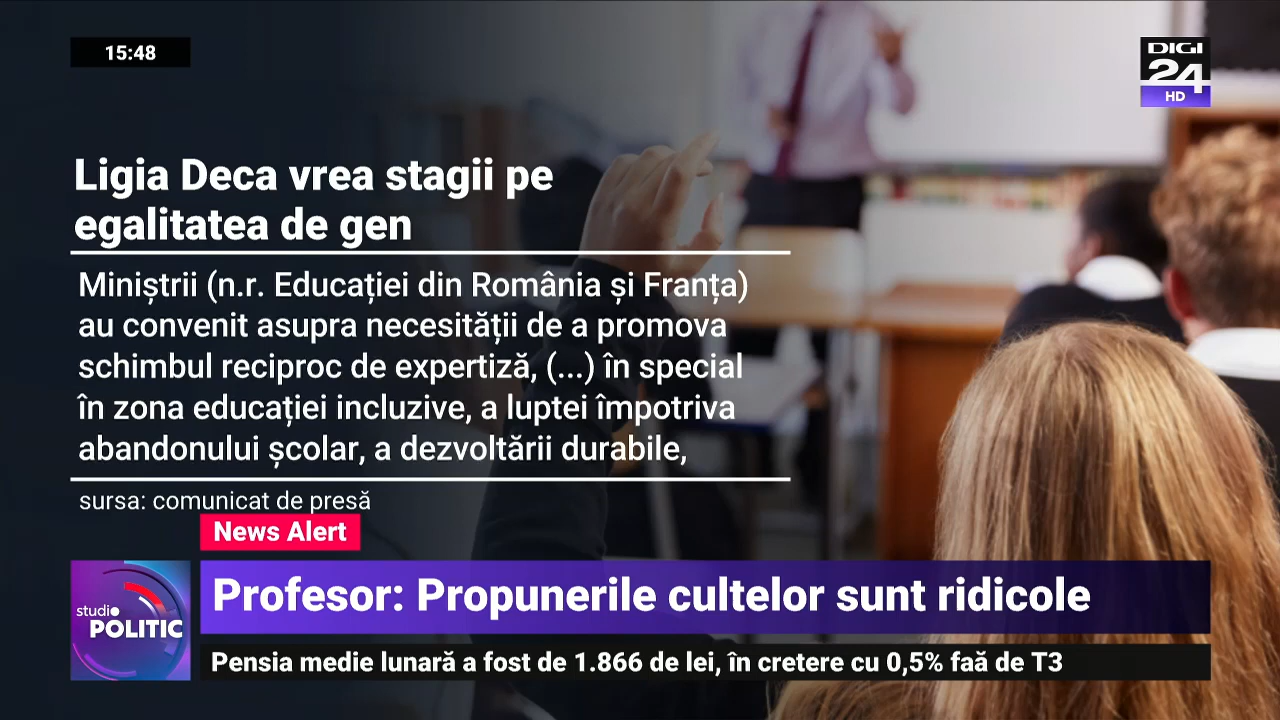 15:48
DIGI
24
HD
Ligia Deca vrea stagii pe
egalitatea de gen
Miniștrii (n.r. Educației din România și Franța)
au convenit asupra necesității de a promova
schimbul reciproc de expertiză, (...) în special
în zona educației incluzive, a luptei împotriva
abandonului școlar, a dezvoltării durabile,
sursa: comunicat de presă
News Alert
studio
POLITIC
Profesor: Propunerile cultelor sunt ridicole
Pensia medie lunară a fost de 1.866 de lei, în cretere cu 0,5% faă de T3